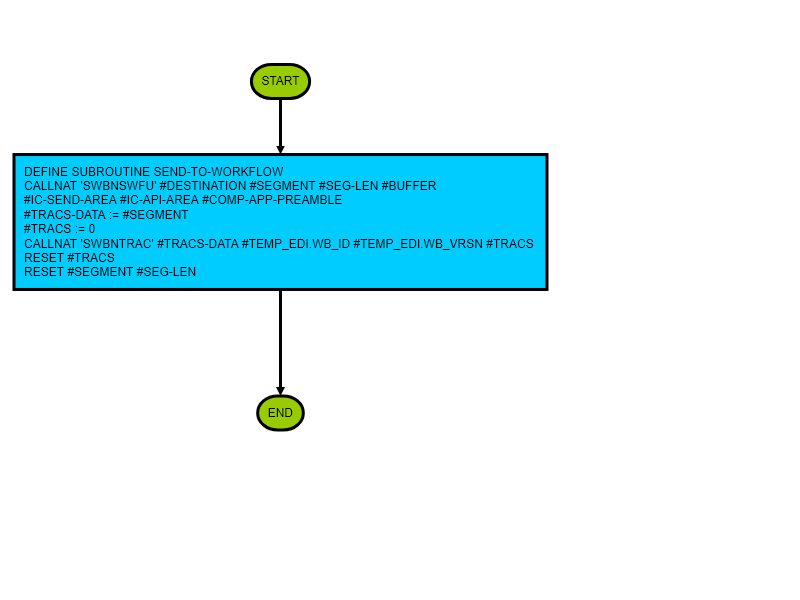 START
DEFINE SUBROUTINE SEND-TO-WORKFLOW
CALLNAT 'SWBNSWFU' #DESTINATION #SEGMENT #SEG-LEN #BUFFER
#IC-SEND-AREA #IC-API-AREA #COMP-APP-PREAMBLE
#TRACS-DATA := #SEGMENT
#TRACS := 0
CALLNAT 'SWBNTRAC' #TRACS-DATA #TEMP_EDI.WB_ID #TEMP_EDI.WB_VRSN #TRACS
RESET #TRACS
RESET #SEGMENT #SEG-LEN
END